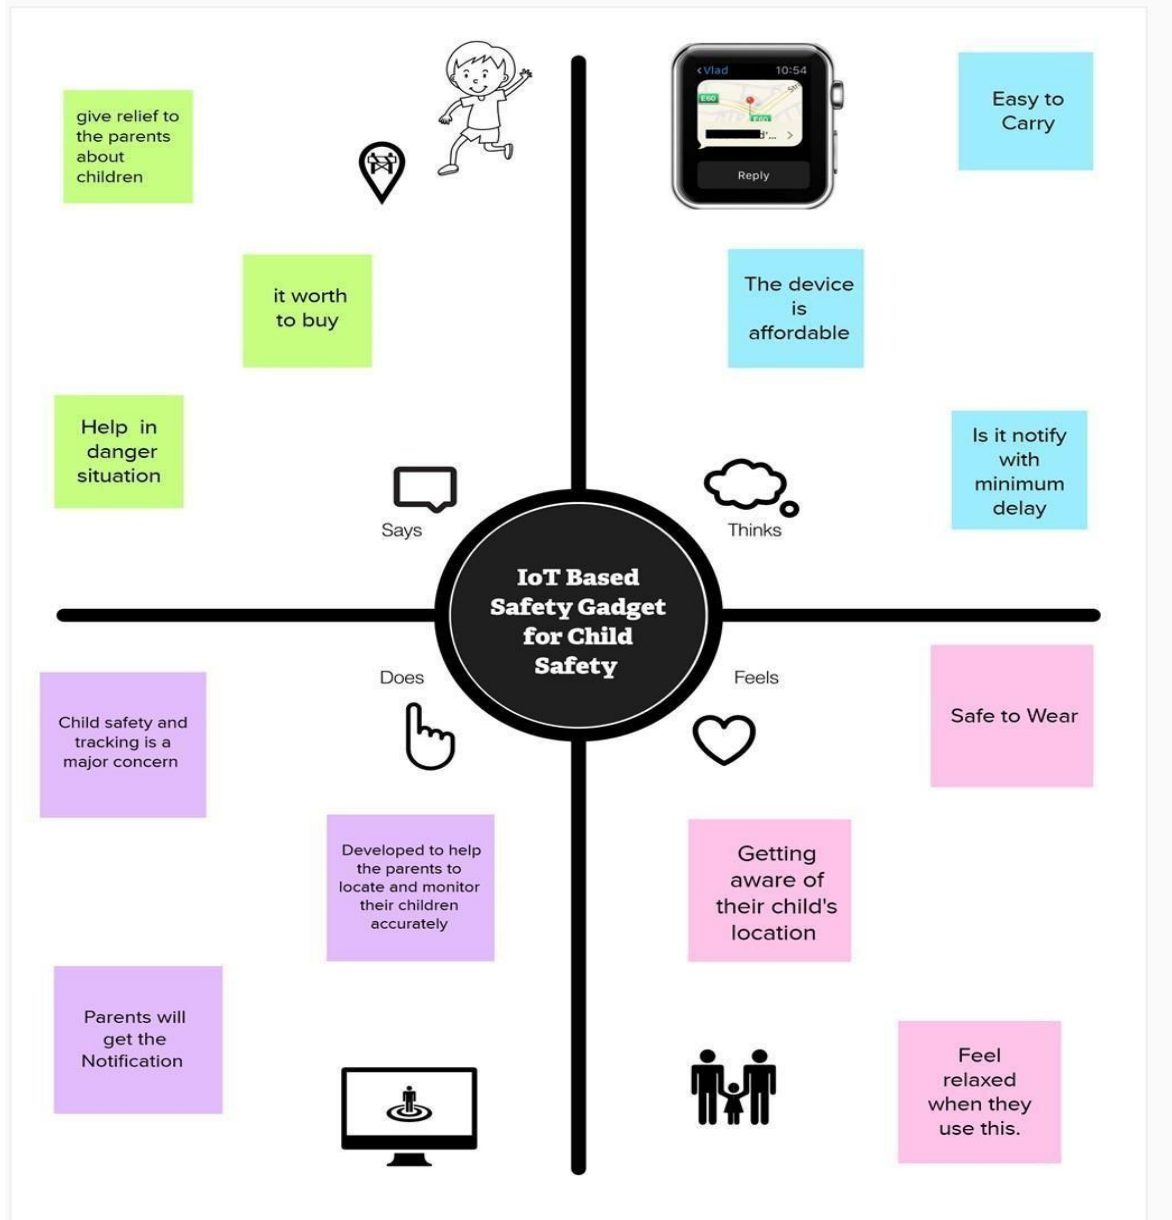 give relief to
the parents
about
children
it worth
to buy
Help in
danger
situation
Says
<Vlad 10:54
E60
Str
E60
d'... >
Reply
Easy to
Carry
The device
is
affordable
Is it notify
with
minimum
delay
Thinks
IoT Based
Safety Gadget
for Child
Safety
Does
Child safety and
tracking is a
major concern
Developed to help
the parents to
locate and monitor
their children
accurately
Parents will
get the
Notification
Feels
Safe to Wear
Getting
aware of
their child's
location
Feel
relaxed
when they
use this.